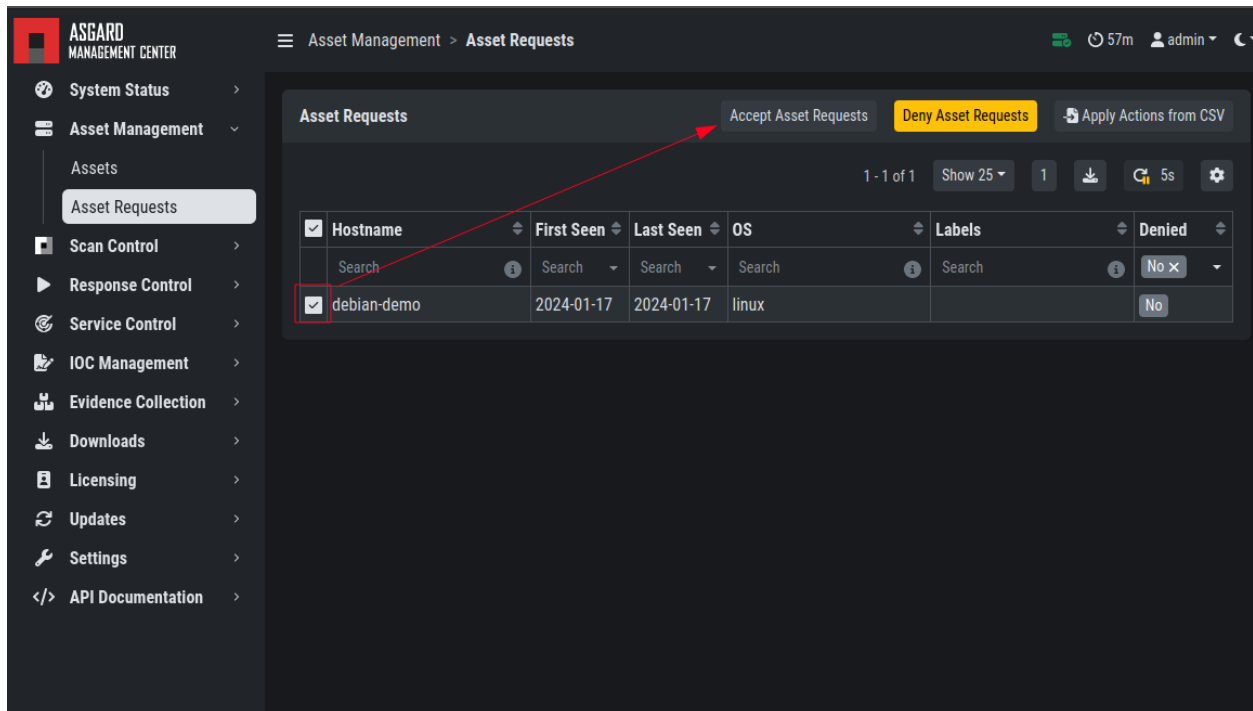 ASGARD
MANAGEMENT CENTER
Asset Management > Asset Requests
57m
admin
System Status
Asset Management
Assets
Asset Requests
Scan Control
Response Control
Service Control
IOC Management
Evidence Collection
Downloads
Licensing
Updates
Settings
</> API Documentation
Asset Requests
Accept Asset Requests
Deny Asset Requests
Apply Actions from CSV
1 - 1 of 1
Show 25
1
5s
Hostname First Seen Last Seen OS Labels Denied
Search Search Search Search Search No ×
debian-demo 2024-01-17 2024-01-17 linux No